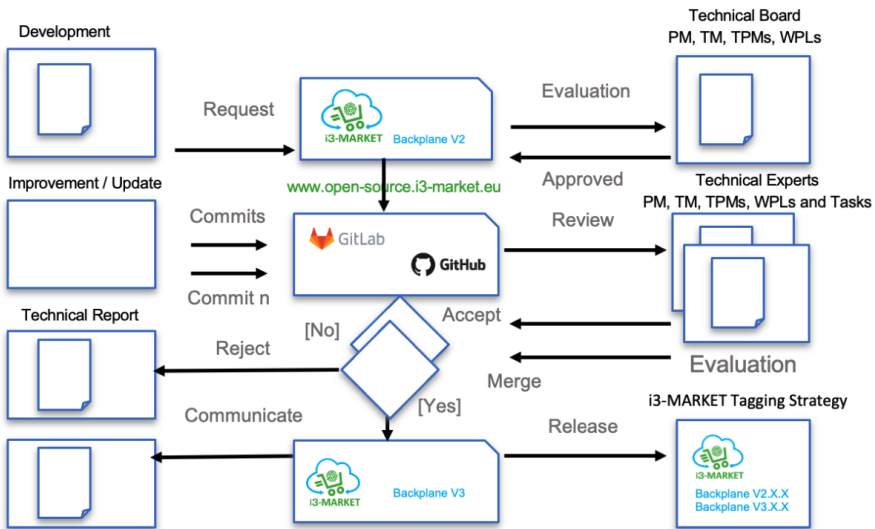 Development
Technical Board
PM, TM, TPMs, WPLs
Request
Evaluation
i3-MARKET
Backplane V2
Approved
www.open-source.i3-market.eu
Improvement / Update
Technical Experts
PM, TM, TPMs, WPLs and Tasks
Commits
Review
GitLab
GitHub
Commit n
Technical Report
[No]
Accept
Reject
Evaluation
Merge
[Yes]
i3-MARKET Tagging Strategy
Communicate
Release
i3-MARKET
Backplane V3
i3-MARKET
Backplane V2.X.X
Backplane V3.X.X